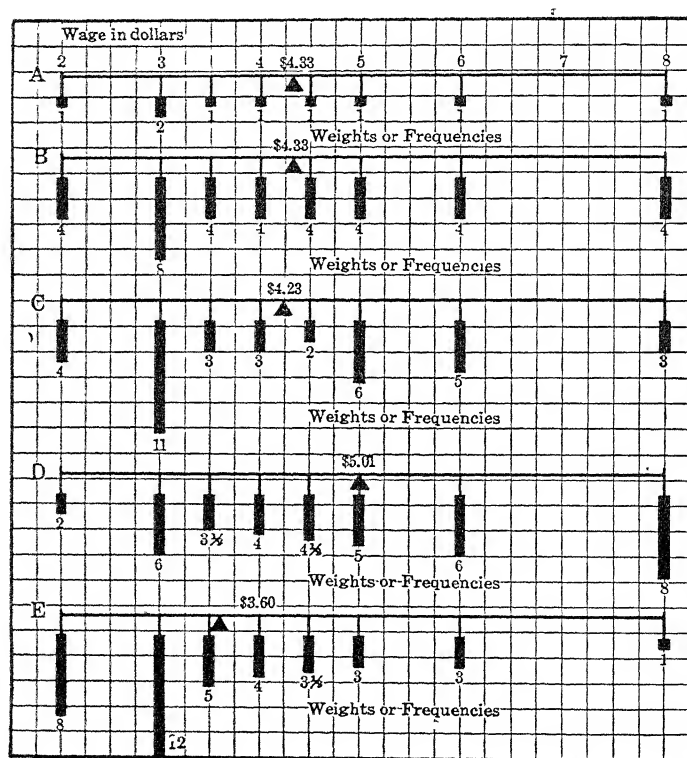 Wage in dollars
2 3 4 5 6 7 8
A $4.33
1 2 1 1 1 1 1 1
Weights or Frequencies
B $4.33
4 8 4 4 4 4 4 4
Weights or Frequencies
C $4.23
4 11 3 3 2 6 5 3
Weights or Frequencies
D $5.01
2 6 3½ 4 4½ 5 6 8
Weights or Frequencies
E $3.60
8 12 5 4 3 3 1
Weights or Frequencies